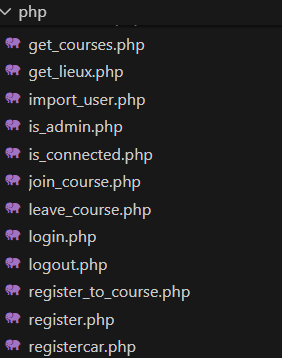 php
get_courses.php
get_lieux.php
import_user.php
is_admin.php
is_connected.php
join_course.php
leave_course.php
login.php
logout.php
register_to_course.php
register.php
registercar.php